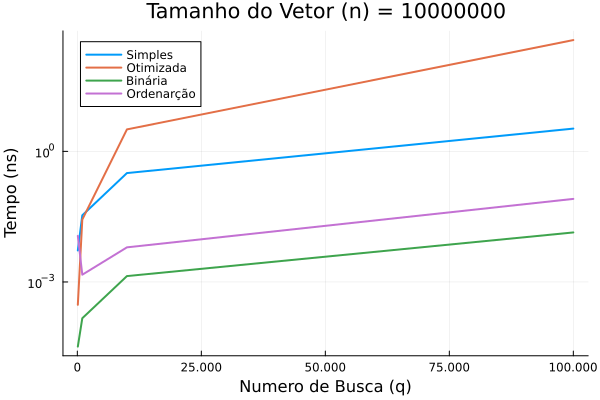 Tamanho do Vetor (n) = 10000000
Simples
Otimizada
Binária
Ordenarção
Tempo (ns)
10^0
10^-3
0
25.000
50.000
75.000
100.000
Numero de Busca (q)